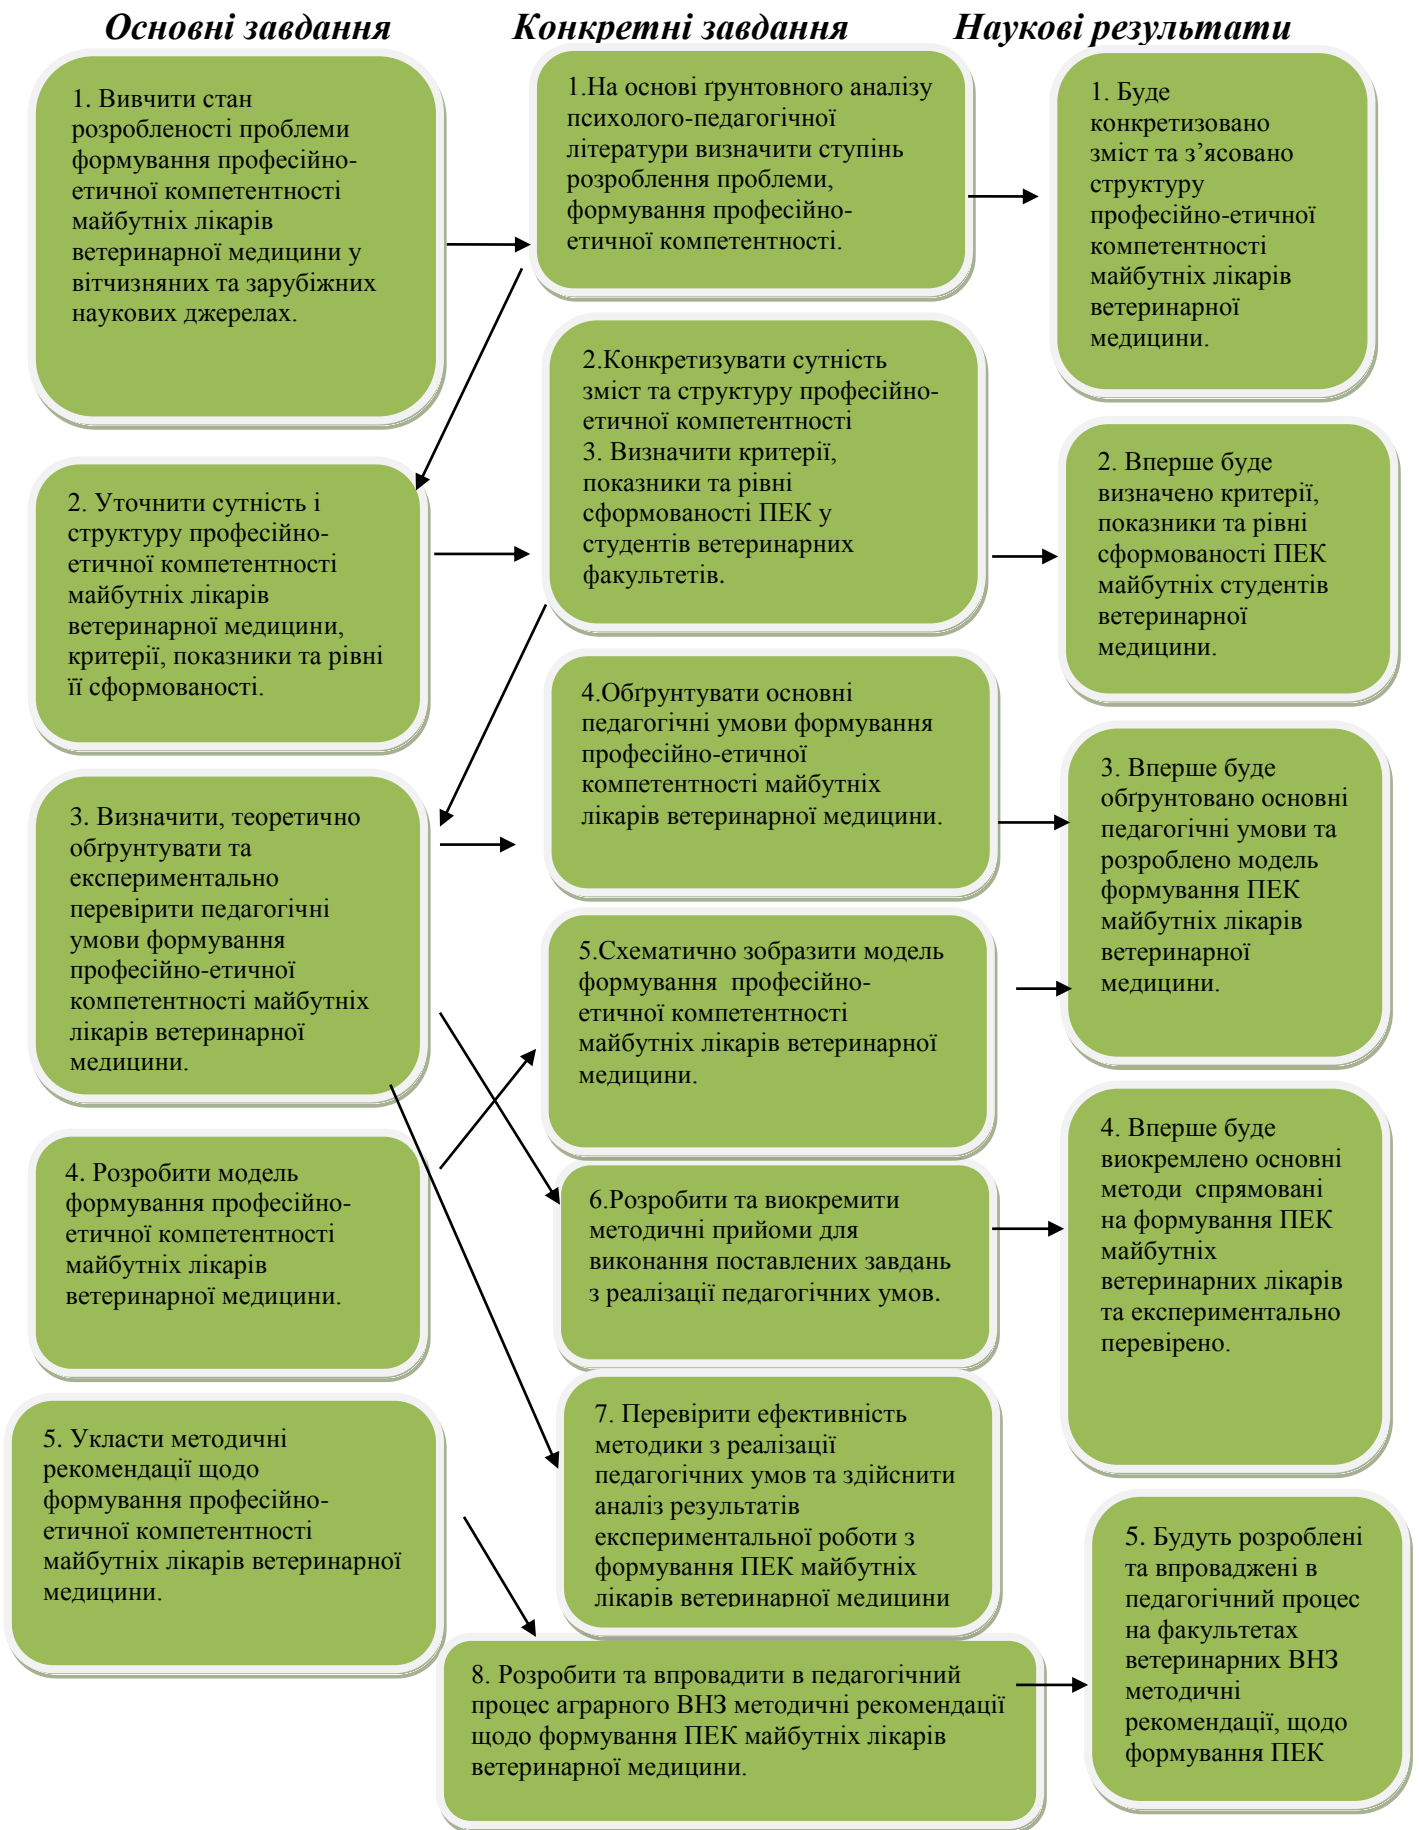 Основні завдання
Конкретні завдання
Наукові результати
1. Вивчити стан
розробленості проблеми
формування професійно-
етичної компетентності
майбутніх лікарів
ветеринарної медицини у
вітчизняних та зарубіжних
наукових джерелах.
2. Уточнити сутність і
структуру професійно-
етичної компетентності
майбутніх лікарів
ветеринарної медицини,
критерії, показники та рівні
її сформованості.
3. Визначити, теоретично
обґрунтувати та
експериментально
перевірити педагогічні
умови формування
професійно-етичної
компетентності майбутніх
лікарів ветеринарної
медицини.
4. Розробити модель
формування професійно-
етичної компетентності
майбутніх лікарів
ветеринарної медицини.
5. Укласти методичні
рекомендації щодо
формування професійно-
етичної компетентності
майбутніх лікарів ветеринарної
медицини.
1.На основі ґрунтовного аналізу
психолого-педагогічної
літератури визначити ступінь
розроблення проблеми,
формування професійно-
етичної компетентності.
2.Конкретизувати сутність
зміст та структуру професійно-
етичної компетентності
3. Визначити критерії,
показники та рівні
сформованості ПЕК у
студентів ветеринарних
факультетів.
4.Обґрунтувати основні
педагогічні умови формування
професійно-етичної
компетентності майбутніх
лікарів ветеринарної медицини.
5.Схематично зобразити модель
формування професійно-
етичної компетентності
майбутніх лікарів ветеринарної
медицини.
6.Розробити та виокремити
методичні прийоми для
виконання поставлених завдань
з реалізації педагогічних умов.
7. Перевірити ефективність
методики з реалізації
педагогічних умов та здійснити
аналіз результатів
експериментальної роботи з
формування ПЕК майбутніх
лікарів ветеринарної медицини
8. Розробити та впровадити в педагогічний
процес аграрного ВНЗ методичні рекомендації
щодо формування ПЕК майбутніх лікарів
ветеринарної медицини.
1. Буде
конкретизовано
зміст та з’ясовано
структуру
професійно-етичної
компетентності
майбутніх лікарів
ветеринарної
медицини.
2. Вперше буде
визначено критерії,
показники та рівні
сформованості ПЕК
майбутніх студентів
ветеринарної
медицини.
3. Вперше буде
обґрунтовано основні
педагогічні умови та
розроблено модель
формування ПЕК
майбутніх лікарів
ветеринарної
медицини.
4. Вперше буде
виокремлено основні
методи спрямовані
на формування ПЕК
майбутніх
ветеринарних лікарів
та експериментально
перевірено.
5. Будуть розроблені
та впроваджені в
педагогічний процес
на факультетах
ветеринарних ВНЗ
методичні
рекомендації, щодо
формування ПЕК